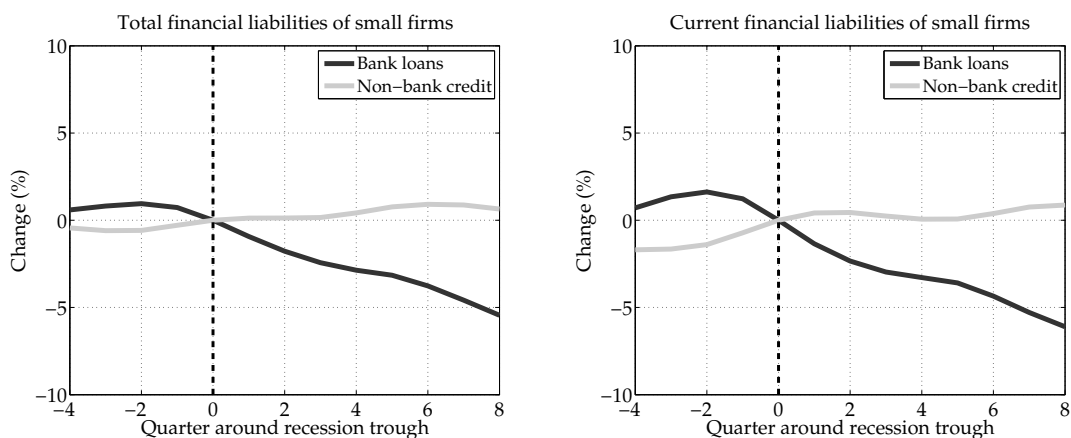 Total financial liabilities of small firms
10
5
0
−5
−10
Change (%)
Bank loans
Non−bank credit
−4
−2
0
2
4
6
8
Quarter around recession trough
Current financial liabilities of small firms
10
5
0
−5
−10
Change (%)
Bank loans
Non−bank credit
−4
−2
0
2
4
6
8
Quarter around recession trough